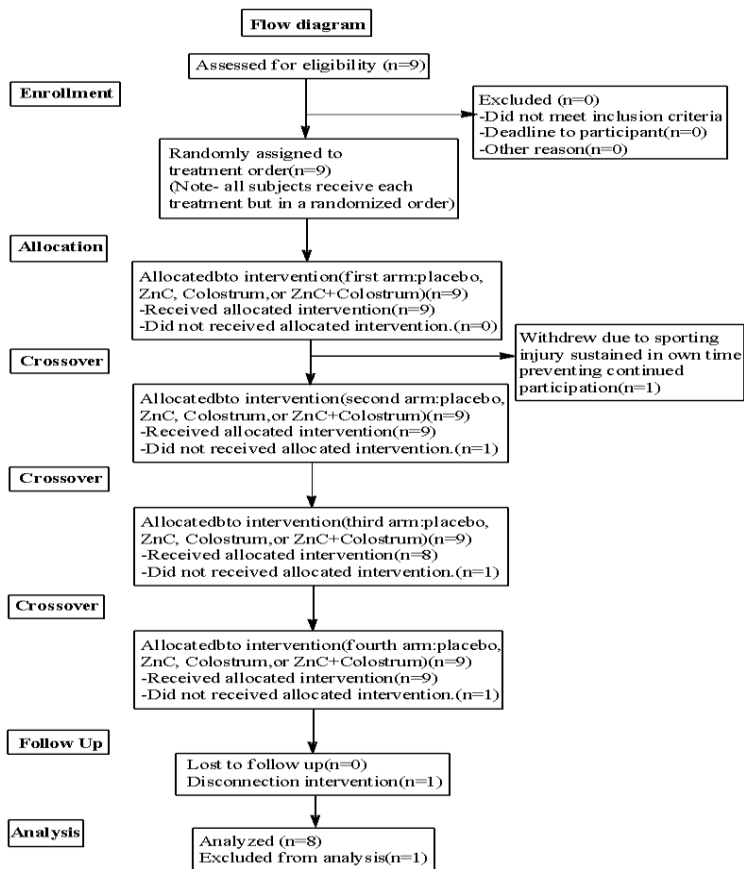 Flow diagram
Assessed for eligibility (n=9)
Enrollment
Excluded (n=0)
-Did not meet inclusion criteria
-Deadline to participant(n=0)
-Other reason(n=0)
Randomly assigned to
treatment order(n=9)
(Note- all subjects receive each
treatment but in a randomized order)
Allocation
Allocatedbto intervention(first arm:placebo,
ZnC, Colostrum,or ZnC+Colostrum)(n=9)
-Received allocated intervention(n=9)
-Did not received allocated intervention.(n=0)
Withdrew due to sporting
injury sustained in own time
preventing continued
participation(n=1)
Crossover
Allocatedbto intervention(second arm:placebo,
ZnC, Colostrum,or ZnC+Colostrum)(n=9)
-Received allocated intervention(n=9)
-Did not received allocated intervention.(n=1)
Crossover
Allocatedbto intervention(third arm:placebo,
ZnC, Colostrum,or ZnC+Colostrum)(n=9)
-Received allocated intervention(n=8)
-Did not received allocated intervention.(n=1)
Crossover
Allocatedbto intervention(fourth arm:placebo,
ZnC, Colostrum,or ZnC+Colostrum)(n=9)
-Received allocated intervention(n=9)
-Did not received allocated intervention.(n=1)
Follow Up
Lost to follow up(n=0)
Disconnection intervention(n=1)
Analysis
Analyzed (n=8)
Excluded from analysis(n=1)